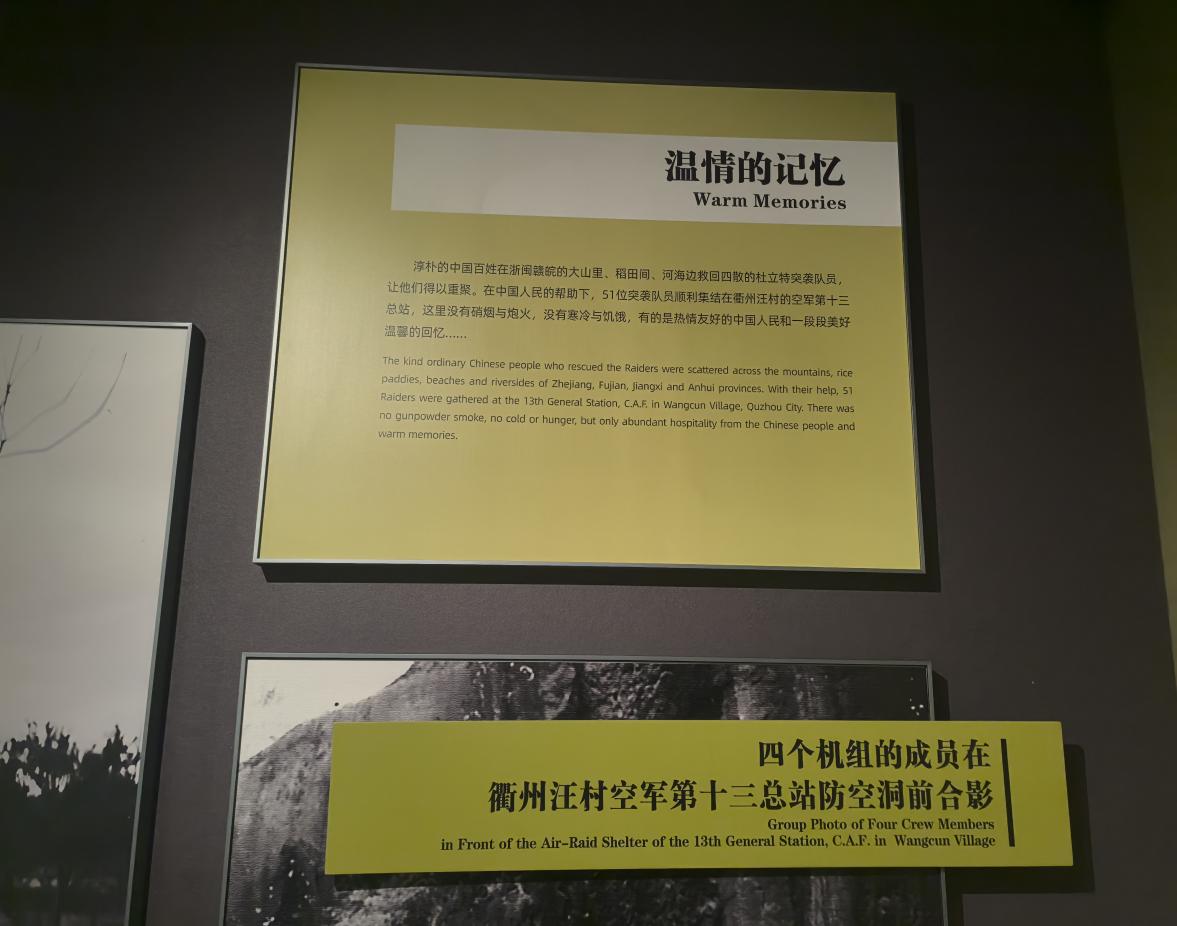 温情的记忆
Warm Memories
淳朴的中国百姓在浙闽赣皖的大山里、稻田间、河海边救回四散的杜立特突袭队员，
让他们得以重聚。在中国人民的帮助下，51位突袭队员顺利集结在衢州汪村的空军第十三
总站，这里没有硝烟与炮火，没有寒冷与饥饿，有的是热情友好的中国人民和一段段美好
温馨的回忆……
The kind ordinary Chinese people who rescued the Raiders were scattered across the mountains, rice
paddies, beaches and riversides of Zhejiang, Fujian, Jiangxi and Anhui provinces. With their help, 51
Raiders were gathered at the 13th General Station, C.A.F. in Wangcun Village, Quzhou City. There was
no gunpowder smoke, no cold or hunger, but only abundant hospitality from the Chinese people and
warm memories.
四个机组的成员在
衢州汪村空军第十三总站防空洞前合影
Group Photo of Four Crew Members
in Front of the Air-Raid Shelter of the 13th General Station, C.A.F. in Wangcun Village